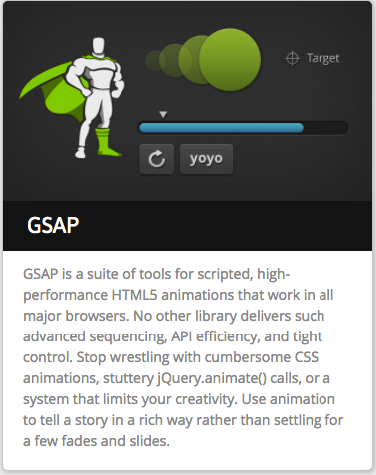 Target
yoyo
GSAP
GSAP is a suite of tools for scripted, high-
performance HTML5 animations that work in all
major browsers. No other library delivers such
advanced sequencing, API efficiency, and tight
control. Stop wrestling with cumbersome CSS
animations, stuttery jQuery.animate() calls, or a
system that limits your creativity. Use animation
to tell a story in a rich way rather than settling for
a few fades and slides.